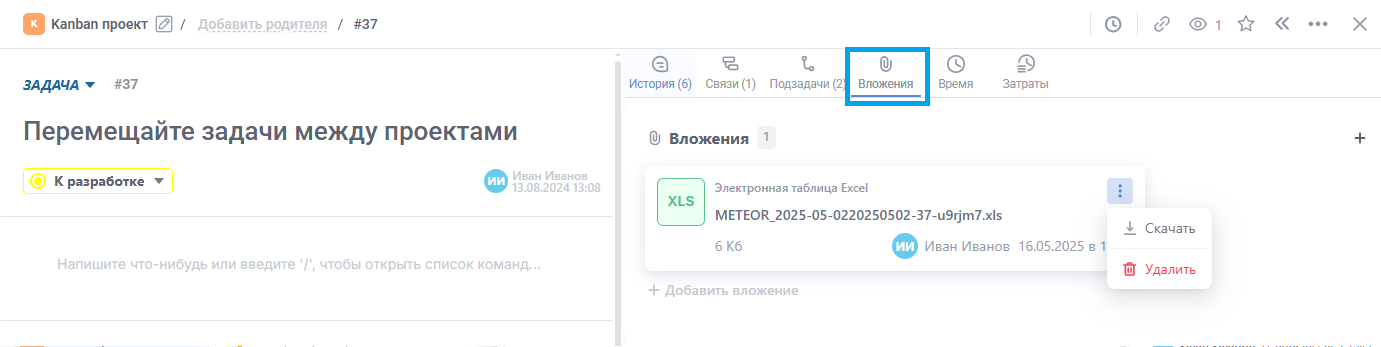 K Kanban проект / Добавить родителя / #37
1
ЗАДАЧА #37
Перемещайте задачи между проектами
К разработке
ИИ Иван Иванов
13.08.2024 13:08
Напишите что-нибудь или введите '/', чтобы открыть список команд...
История (6) Связи (1) Подзадачи (2) Вложения Время Затраты
Вложения 1
XLS
Электронная таблица Excel
METEOR_2025-05-0220250502-37-u9rjm7.xls
6 Кб ИИ Иван Иванов 16.05.2025 в 1
Скачать
Удалить
+ Добавить вложение